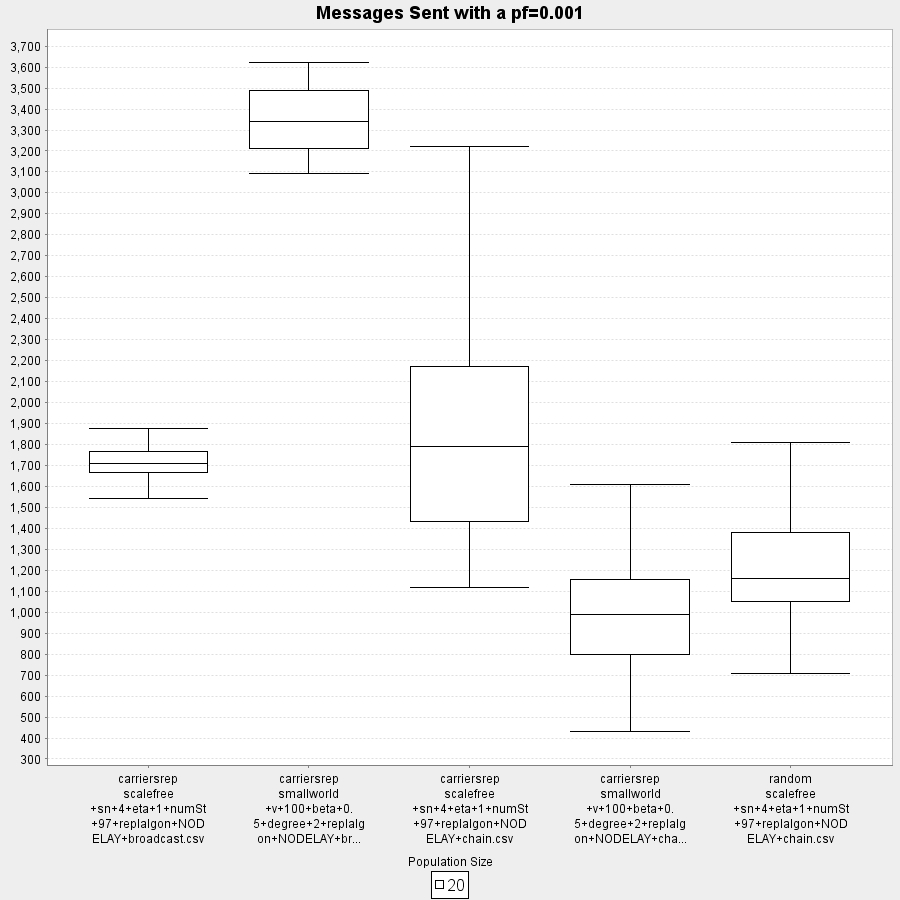 Messages Sent with a pf=0.001
3,700
3,600
3,500
3,400
3,300
3,200
3,100
3,000
2,900
2,800
2,700
2,600
2,500
2,400
2,300
2,200
2,100
2,000
1,900
1,800
1,700
1,600
1,500
1,400
1,300
1,200
1,100
1,000
900
800
700
600
500
400
300
carriersrep
scalefree
+sn+4+eta+1+numSt
+97+replalgon+NOD
ELAY+broadcast.csv
carriersrep
smallworld
+v+100+beta+0.
5+degree+2+replalg
on+NODELAY+br...
carriersrep
scalefree
+sn+4+eta+1+numSt
+97+replalgon+NOD
ELAY+chain.csv
carriersrep
smallworld
+v+100+beta+0.
5+degree+2+replalg
on+NODELAY+cha...
random
scalefree
+sn+4+eta+1+numSt
+97+replalgon+NOD
ELAY+chain.csv
Population Size
20